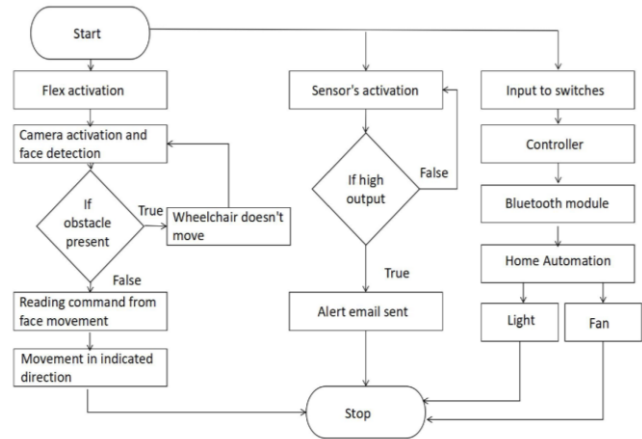 Start
Flex activation
Camera activation and
face detection
If
obstacle
present
True
Wheelchair doesn't
move
False
Reading command from
face movement
Movement in indicated
direction
Sensor's activation
False
If high
output
True
Alert email sent
Input to switches
Controller
Bluetooth module
Home Automation
Light
Fan
Stop